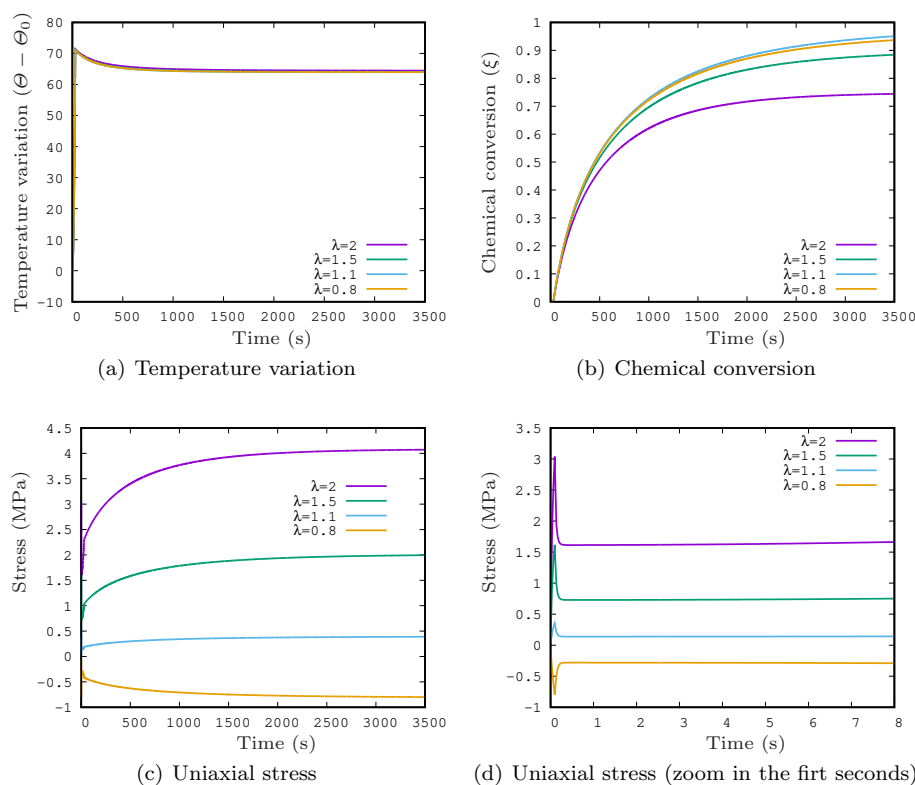 80
70
60
50
40
30
20
10
0
-10
0 500 1000 1500 2000 2500 3000 3500
Temperature variation (Θ − Θ0)
Time (s)
λ=2
λ=1.5
λ=1.1
λ=0.8
(a) Temperature variation
1
0.9
0.8
0.7
0.6
0.5
0.4
0.3
0.2
0.1
0
0 500 1000 1500 2000 2500 3000 3500
Chemical conversion (ξ)
Time (s)
λ=2
λ=1.5
λ=1.1
λ=0.8
(b) Chemical conversion
4.5
4
3.5
3
2.5
2
1.5
1
0.5
0
-0.5
-1
0 500 1000 1500 2000 2500 3000 3500
Stress (MPa)
Time (s)
λ=2
λ=1.5
λ=1.1
λ=0.8
(c) Uniaxial stress
3.5
3
2.5
2
1.5
1
0.5
0
-0.5
-1
0 1 2 3 4 5 6 7 8
Stress (MPa)
Time (s)
λ=2
λ=1.5
λ=1.1
λ=0.8
(d) Uniaxial stress (zoom in the firt seconds)